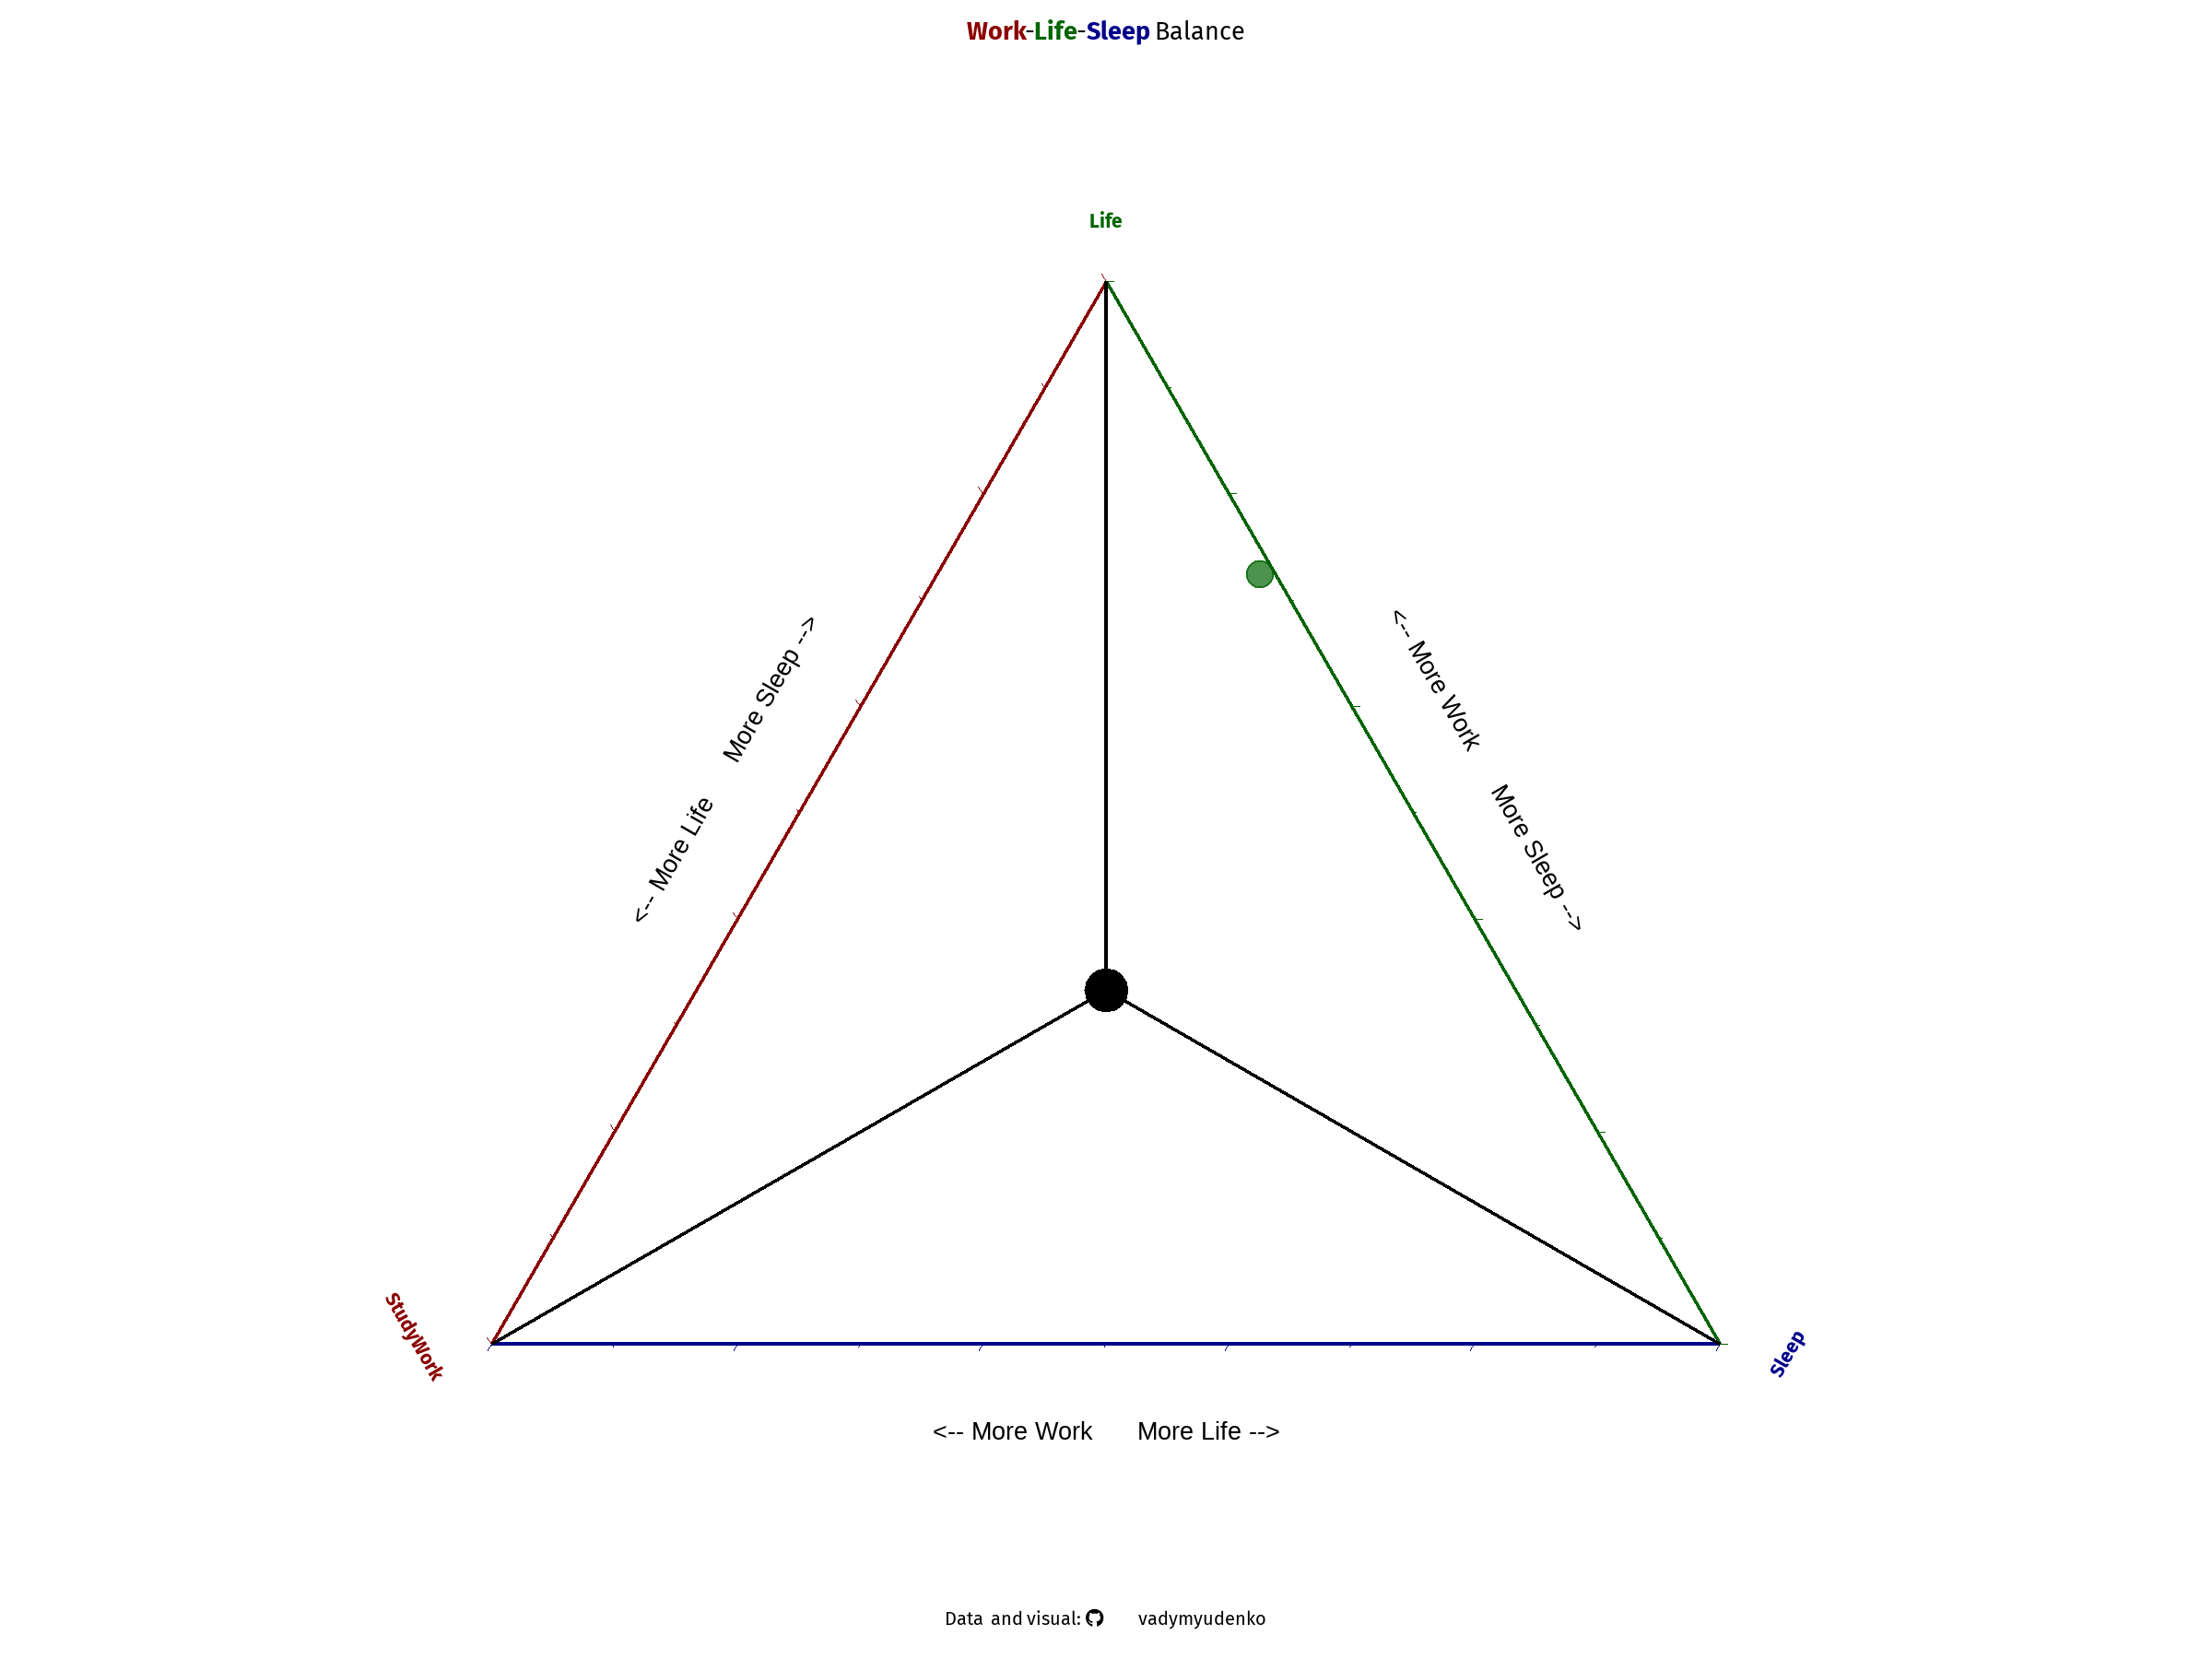 Work-Life-Sleep Balance
Life
<-- More Life More Sleep -->
<-- More Work More Sleep -->
StudyWork
Sleep
<-- More Work More Life -->
Data and visual: vadymyudenko